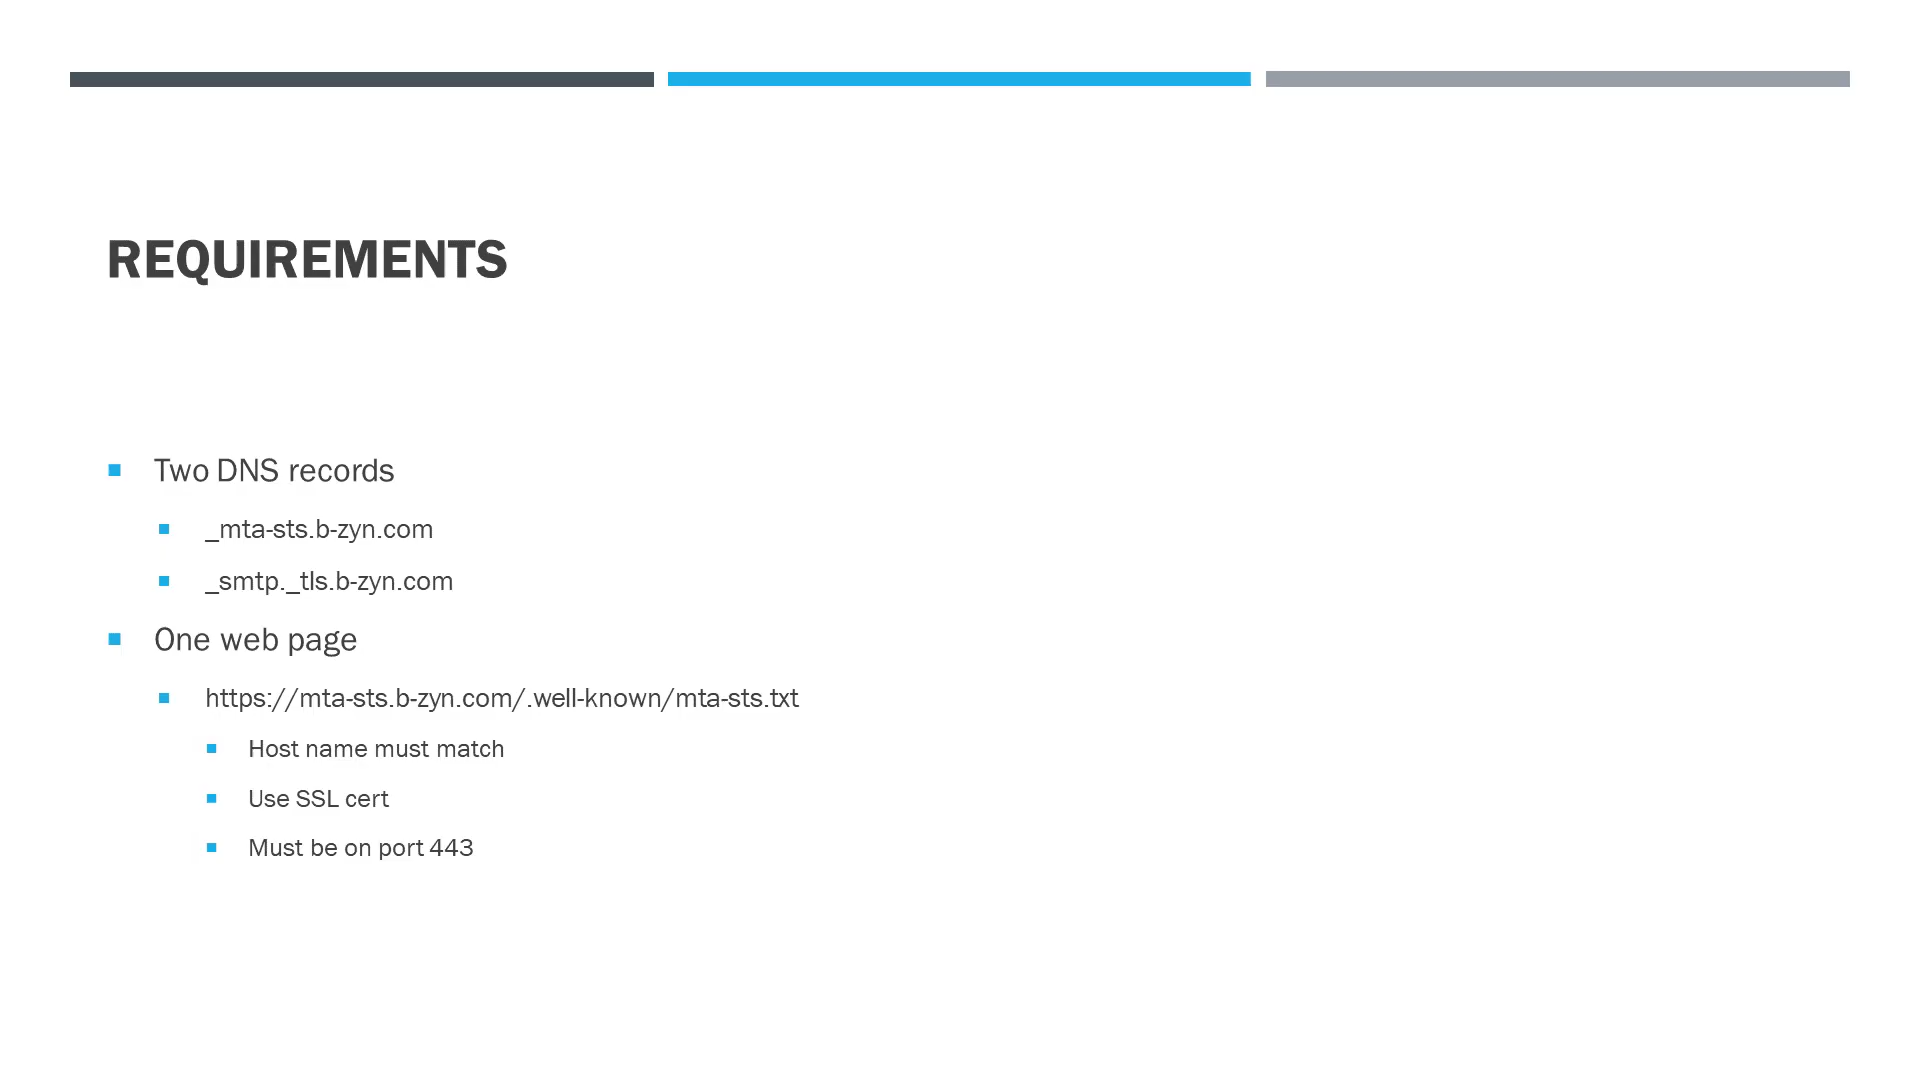 REQUIREMENTS
Two DNS records
_mta-sts.b-zyn.com
_smtp._tls.b-zyn.com
One web page
https://mta-sts.b-zyn.com/.well-known/mta-sts.txt
Host name must match
Use SSL cert
Must be on port 443